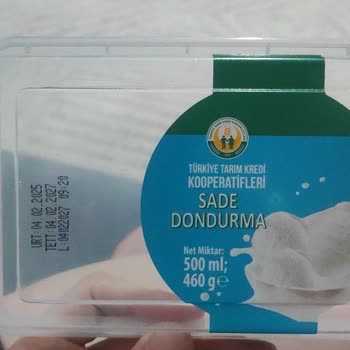 TÜRKİYE TARIM KREDİ
KOOPERATİFLERİ
SADE
DONDURMA
Net Miktar:
500 ml;
460 g℮
ÜRT:04.02.2025
TETT:04.02.2027
L:04022027 09:20